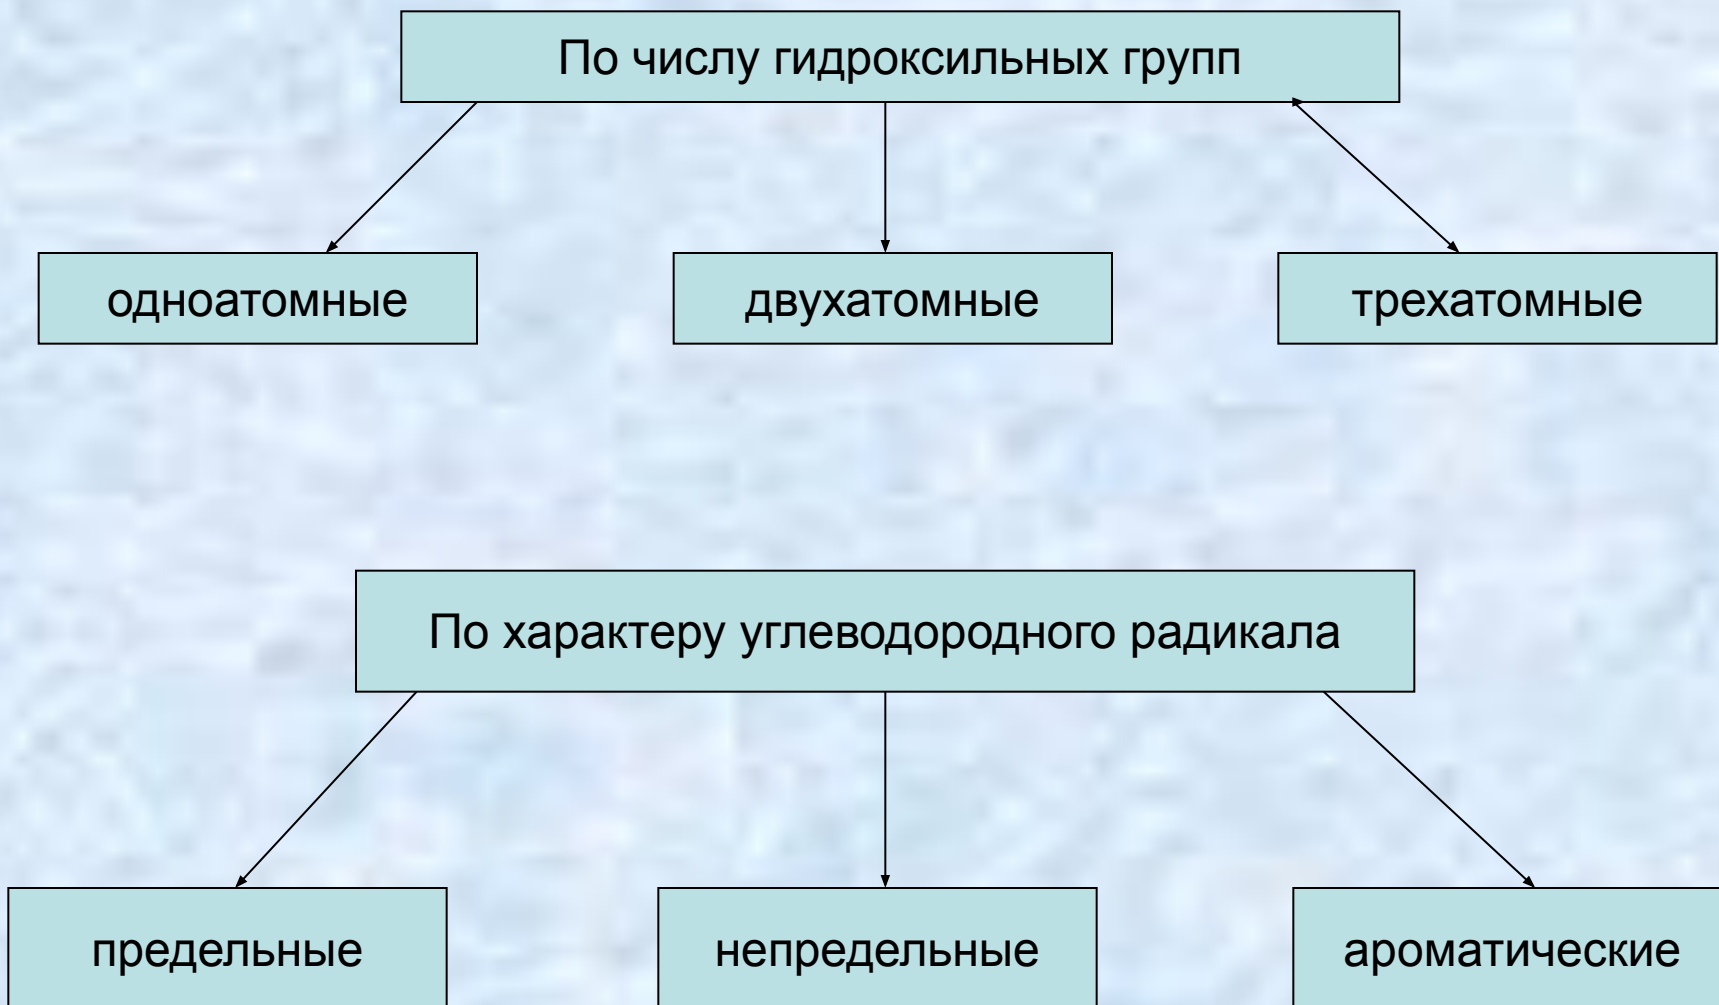 По числу гидроксильных групп
одноатомные
двухатомные
трехатомные
По характеру углеводородного радикала
предельные
непредельные
ароматические